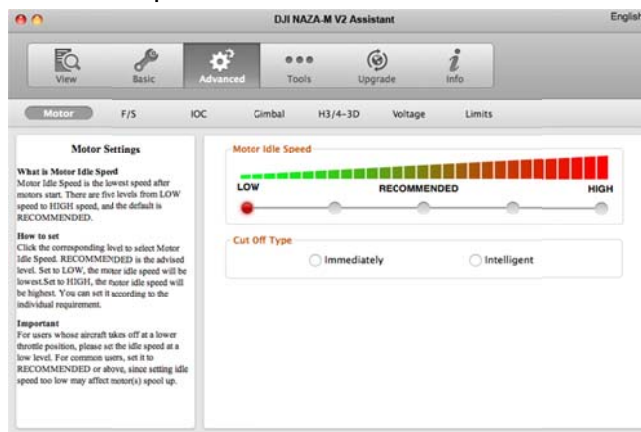 DJI NAZA-M V2 Assistant
English
View
Basic
Advanced
Tools
Upgrade
Info
Motor
F/S
IOC
Gimbal
H3/4-3D
Voltage
Limits
Motor Settings
What is Motor Idle Speed
Motor Idle Speed is the lowest speed after
motors start. There are five levels from LOW
speed to HIGH speed, and the default is
RECOMMENDED.
How to set
Click the corresponding level to select Motor
Idle Speed. RECOMMENDED is the advised
level. Set to LOW, the motor idle speed will be
lowest.Set to HIGH, the motor idle speed will
be highest. You can set it according to the
individual requirement.
Important
For users whose aircraft takes off at a lower
throttle position, please set the idle speed at a
low level. For common users, set it to
RECOMMENDED or above, since setting idle
speed too low may affect motor(s) spool up.
Motor Idle Speed
LOW
RECOMMENDED
HIGH
Cut Off Type
Immediately
Intelligent